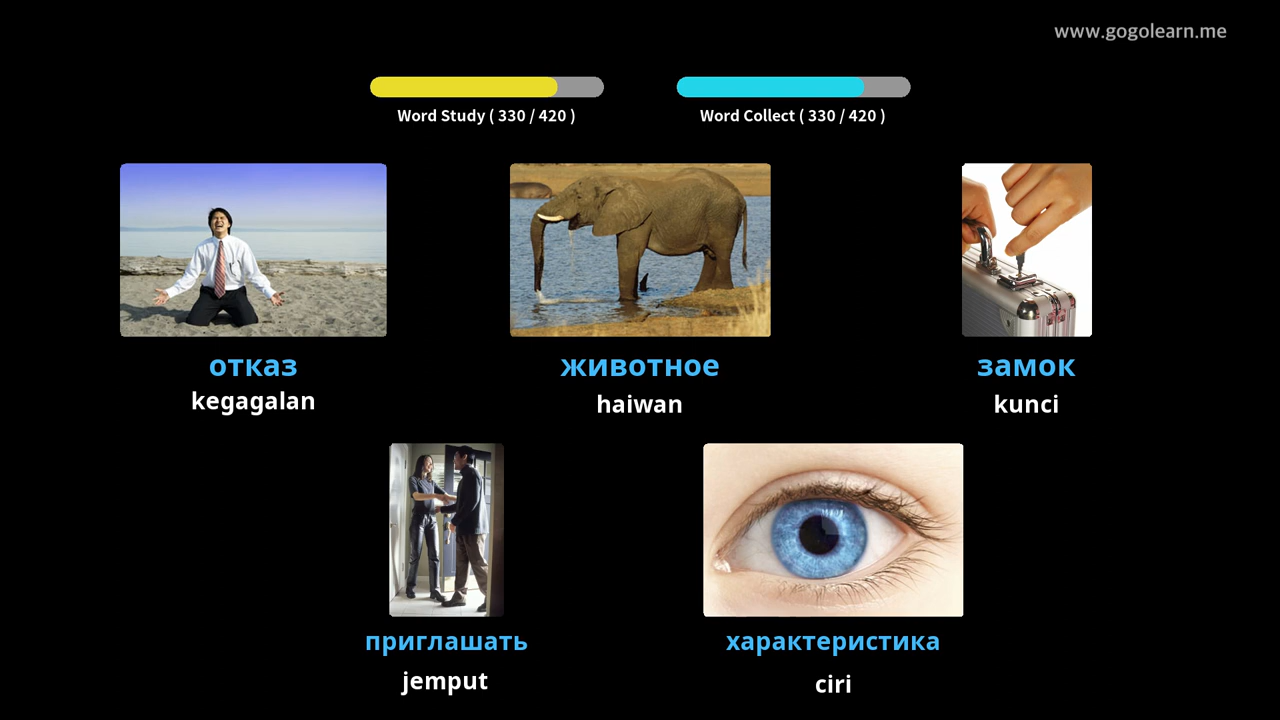 www.gogolearn.me
Word Study ( 330 / 420 )
Word Collect ( 330 / 420 )
отказ
kegagalan
животное
haiwan
замок
kunci
приглашать
jemput
характеристика
ciri